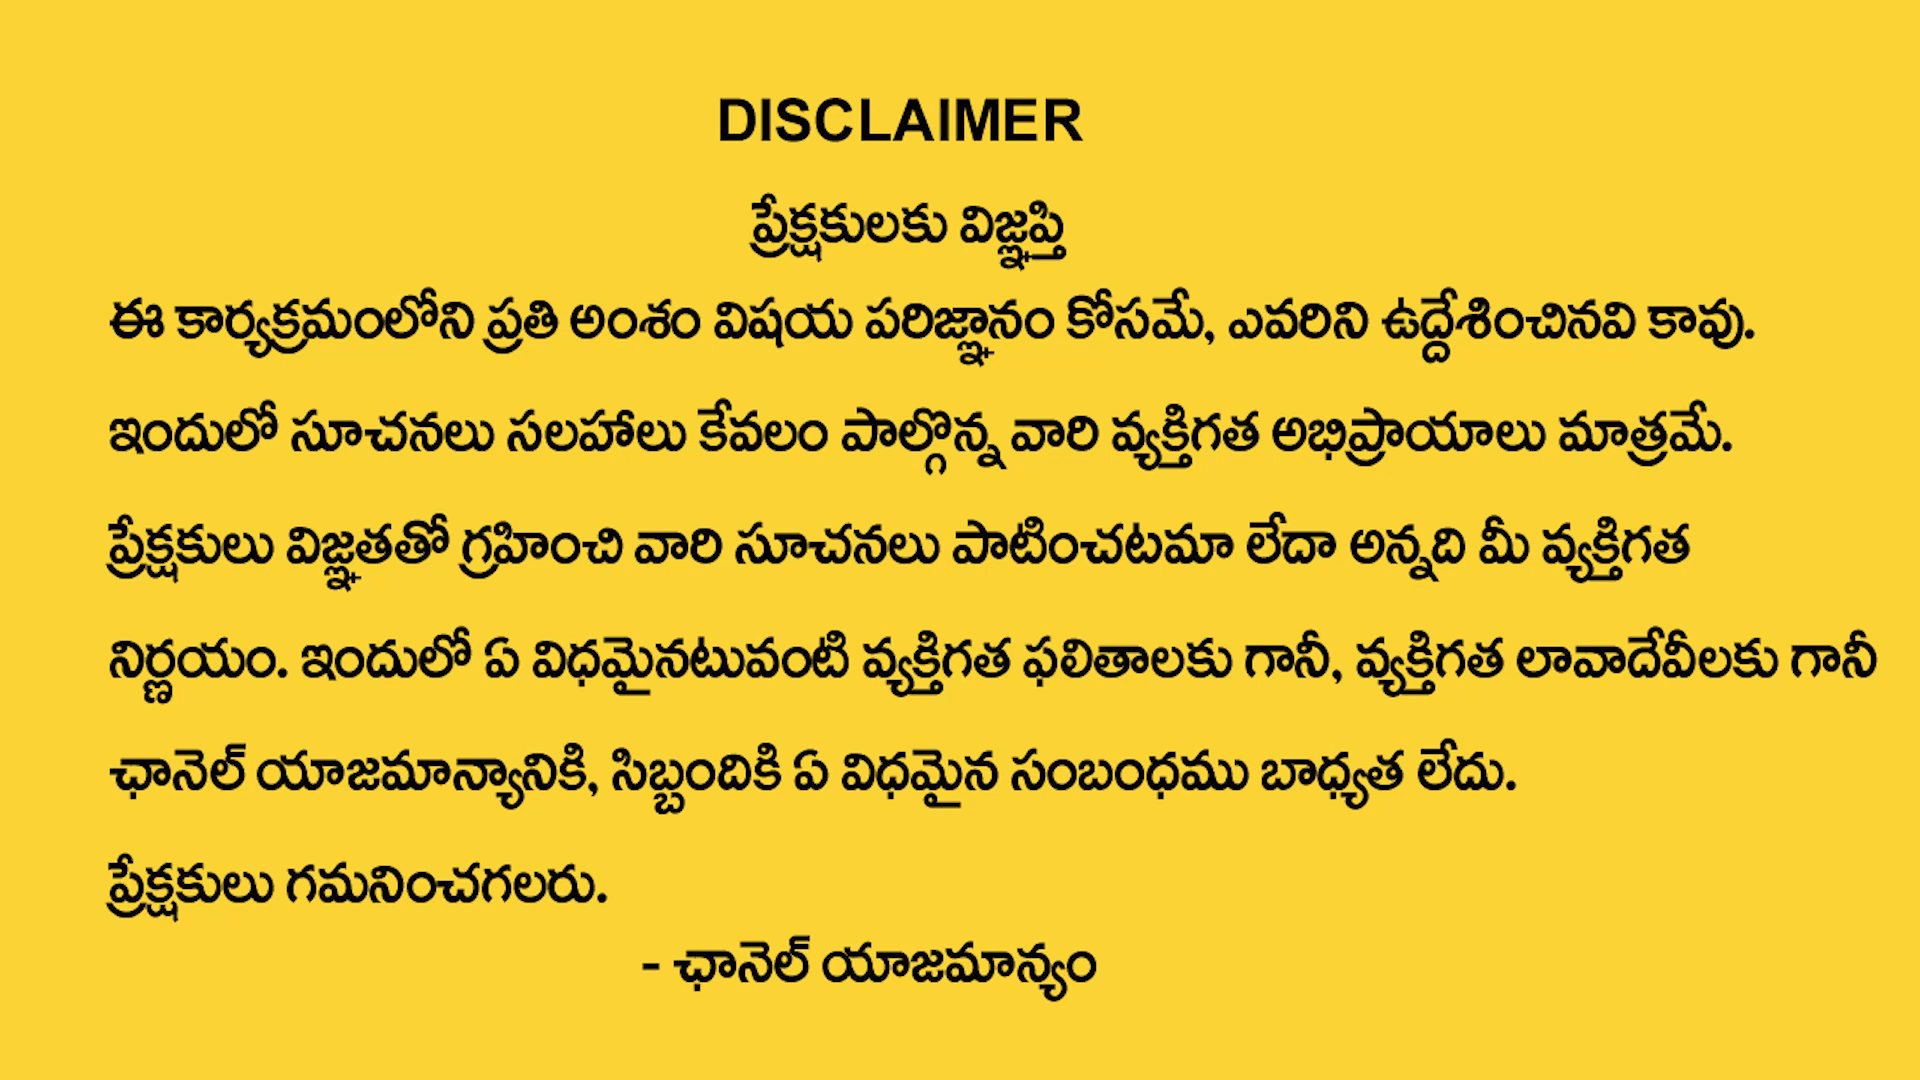 DISCLAIMER
ప్రేక్షకులకు విజ్ఞప్తి
ఈ కార్యక్రమంలోని ప్రతి అంశం విషయ పరిజ్ఞానం కోసమే, ఎవరిని ఉద్దేశించినవి కావు.
ఇందులో సూచనలు సలహాలు కేవలం పాల్గొన్న వారి వ్యక్తిగత అభిప్రాయాలు మాత్రమే.
ప్రేక్షకులు విజ్ఞతతో గ్రహించి వారి సూచనలు పాటించటమా లేదా అన్నది మీ వ్యక్తిగత
నిర్ణయం. ఇందులో ఏ విధమైనటువంటి వ్యక్తిగత ఫలితాలకు గానీ, వ్యక్తిగత లావాదేవీలకు గానీ
ఛానెల్ యాజమాన్యానికి, సిబ్బందికి ఏ విధమైన సంబంధము బాధ్యత లేదు.
ప్రేక్షకులు గమనించగలరు.
- ఛానెల్ యాజమాన్యం